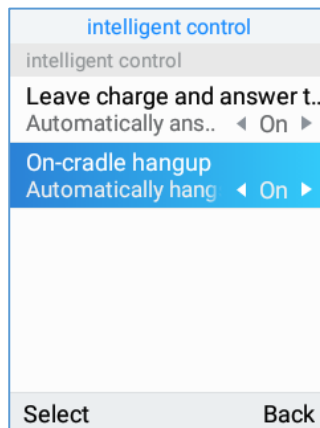 intelligent control
intelligent control
Leave charge and answer t..
Automatically ans.. On
On-cradle hangup
Automatically hang On
Select Back